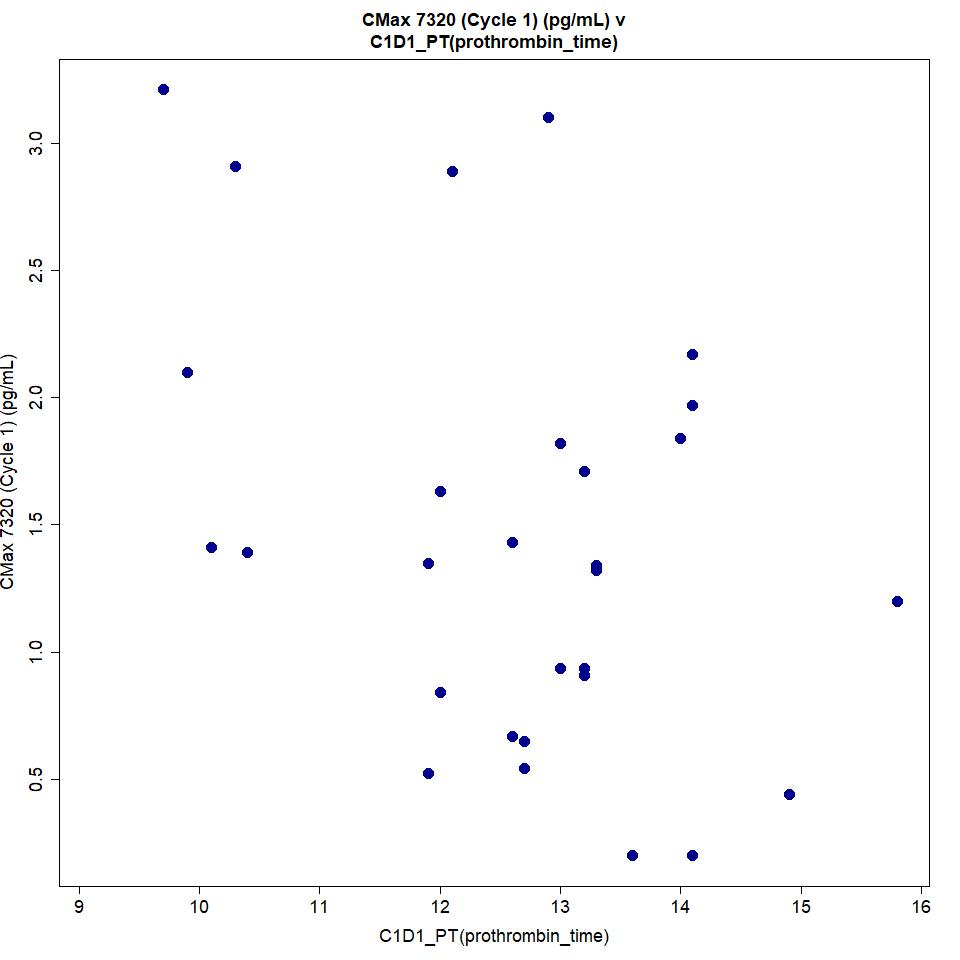 CMax 7320 (Cycle 1) (pg/mL) v
C1D1_PT(prothrombin_time)
3.0
2.5
2.0
1.5
1.0
0.5
CMax 7320 (Cycle 1) (pg/mL)
9 10 11 12 13 14 15 16
C1D1_PT(prothrombin_time)